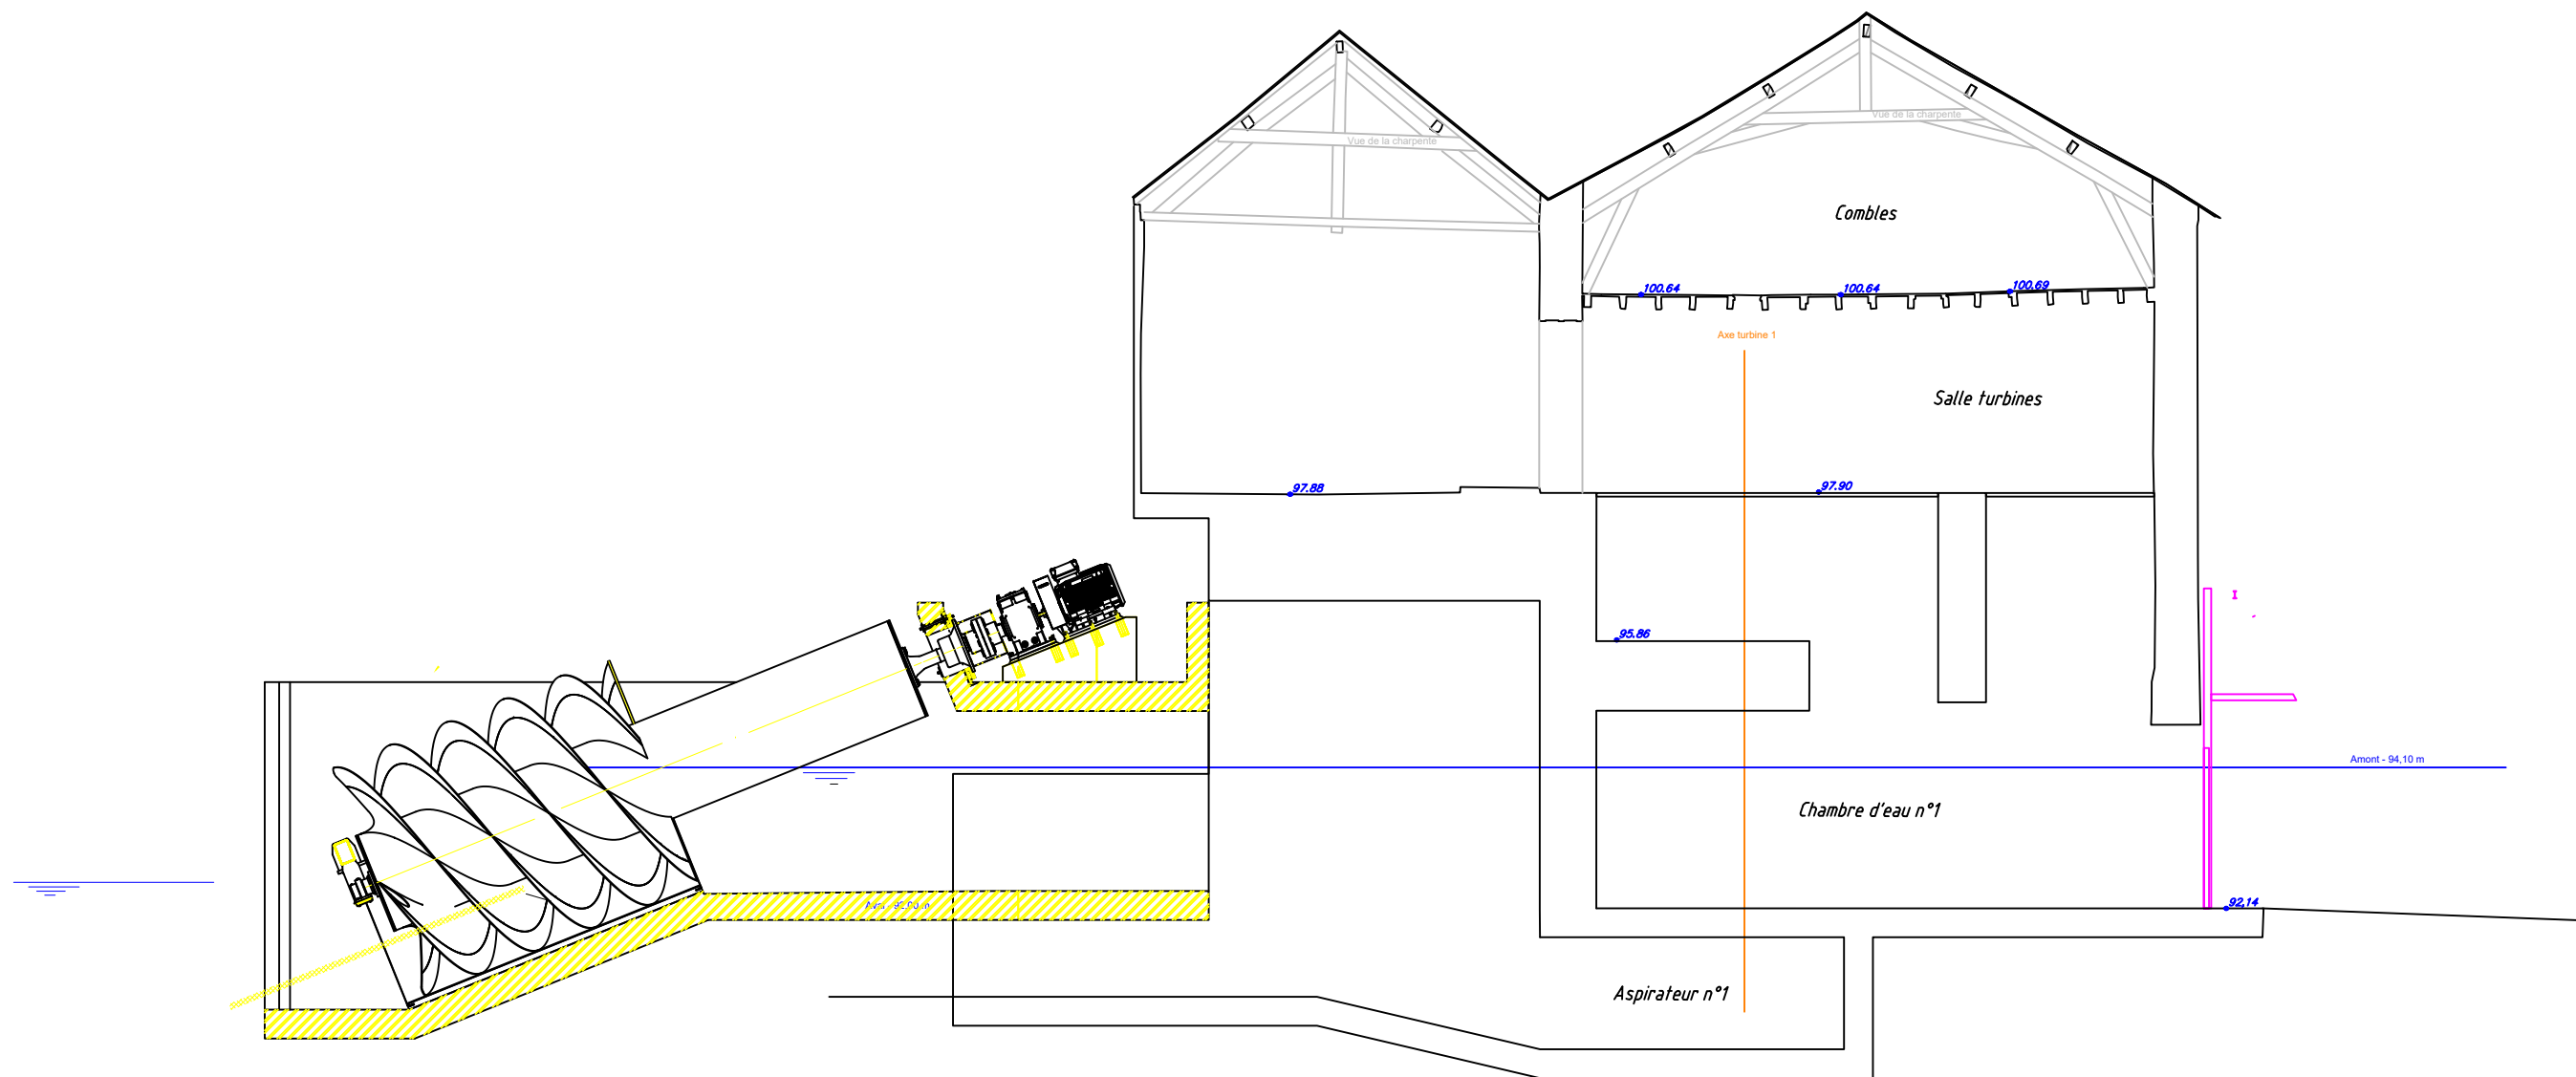 Vue de la charpente
Vue de la charpente
Combles
100.64
100.64
100.69
Axe turbine 1
Salle turbines
97.88
97.90
95.86
Amont - 94,10 m
Chambre d'eau n°1
92,14
Aspirateur n°1